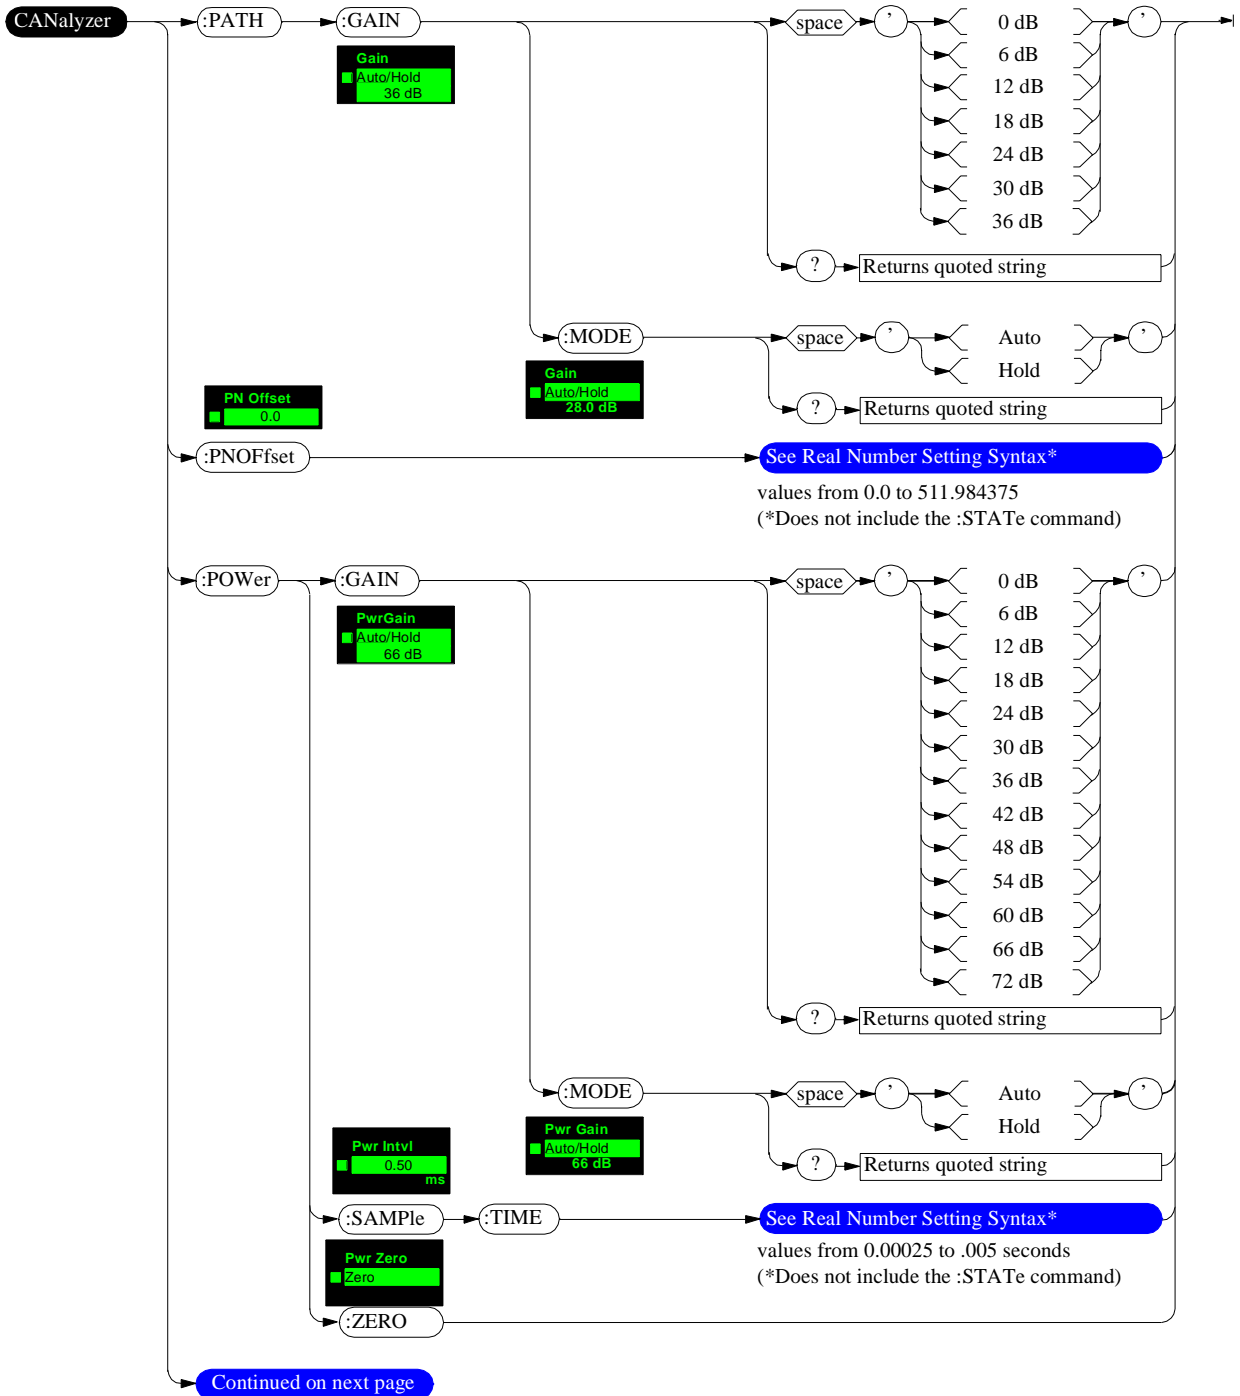 CANalyzer
:PATH
:GAIN
space
'
0 dB
'
6 dB
12 dB
18 dB
24 dB
30 dB
36 dB
Gain
Auto/Hold
36 dB
?
Returns quoted string
:MODE
space
'
Auto
'
Hold
Gain
Auto/Hold
28.0 dB
?
Returns quoted string
PN Offset
0.0
:PNOFfset
See Real Number Setting Syntax*
values from 0.0 to 511.984375
(*Does not include the :STATe command)
:POWer
:GAIN
space
'
0 dB
'
6 dB
12 dB
18 dB
24 dB
30 dB
36 dB
42 dB
48 dB
54 dB
60 dB
66 dB
72 dB
PwrGain
Auto/Hold
66 dB
?
Returns quoted string
:MODE
space
'
Auto
'
Hold
Pwr Gain
Auto/Hold
66 dB
?
Returns quoted string
Pwr Intvl
0.50
ms
:SAMPle
:TIME
See Real Number Setting Syntax*
values from 0.00025 to .005 seconds
(*Does not include the :STATe command)
Pwr Zero
Zero
:ZERO
Continued on next page